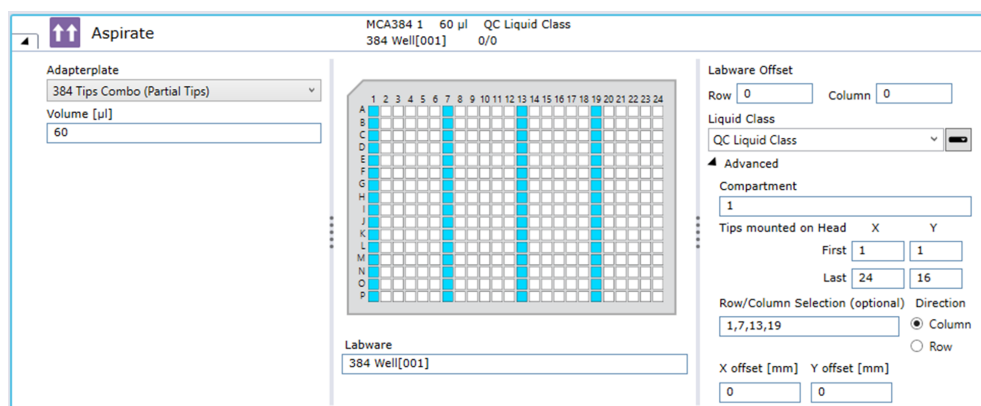 Aspirate
MCA384 1 60 µl QC Liquid Class
384 Well[001] 0/0
Adapterplate
384 Tips Combo (Partial Tips)
Volume [µl]
60
1 2 3 4 5 6 7 8 9 10 11 12 13 14 15 16 17 18 19 20 21 22 23 24
A
B
C
D
E
F
G
H
I
J
K
L
M
N
O
P
Labware
384 Well[001]
Labware Offset
Row 0 Column 0
Liquid Class
QC Liquid Class
Advanced
Compartment
1
Tips mounted on Head X Y
First 1 1
Last 24 16
Row/Column Selection (optional) Direction
1,7,13,19 Column
Row
X offset [mm] Y offset [mm]
0 0